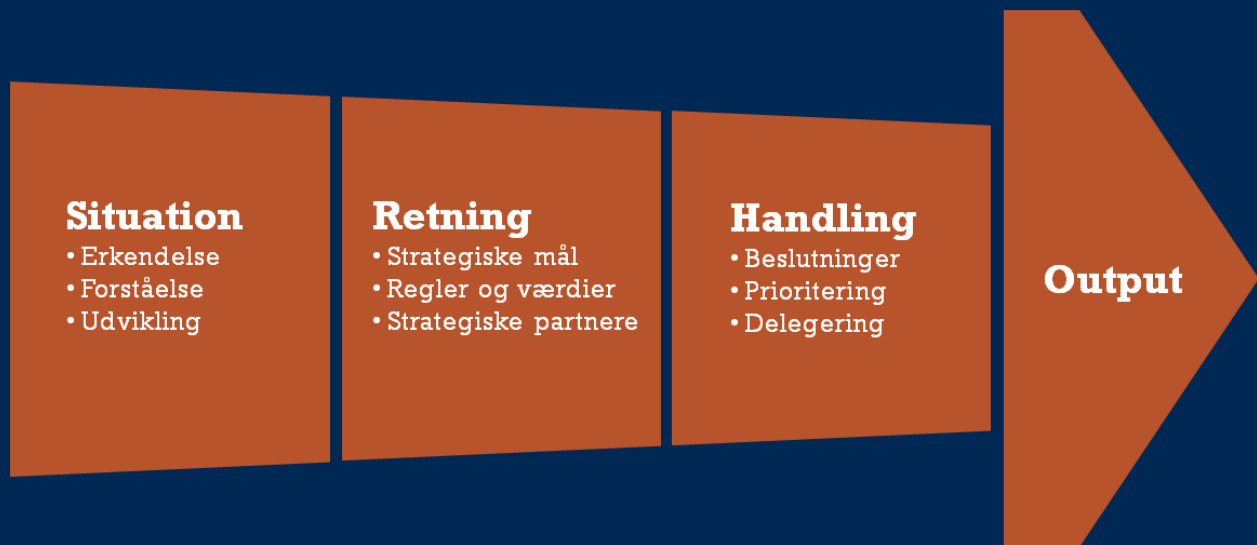 Situation
• Erkendelse
• Forståelse
• Udvikling
Retning
• Strategiske mål
• Regler og værdier
• Strategiske partnere
Handling
• Beslutninger
• Prioritering
• Delegering
Output